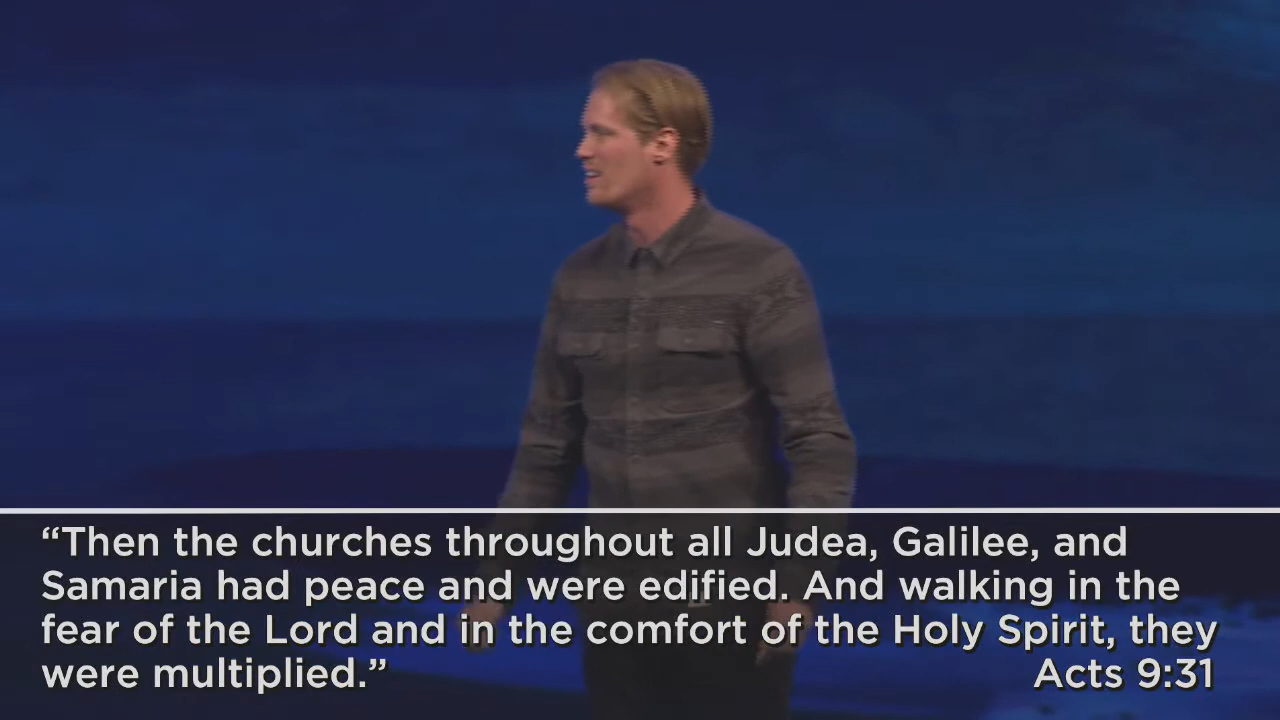 “Then the churches throughout all Judea, Galilee, and
Samaria had peace and were edified. And walking in the
fear of the Lord and in the comfort of the Holy Spirit, they
were multiplied.” Acts 9:31